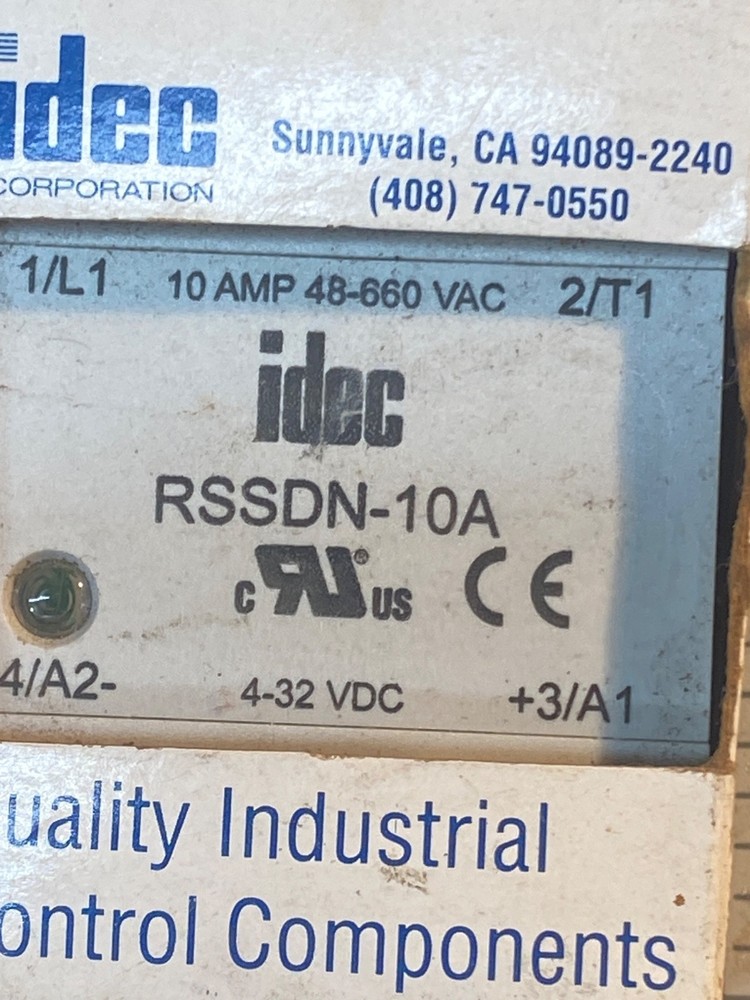 idec
CORPORATION
Sunnyvale, CA 94089-2240
(408) 747-0550
1/L1 10 AMP 48-660 VAC 2/T1
idec
RSSDN-10A
c RU® US CE
4/A2- 4-32 VDC +3/A1
uality Industrial
ontrol Components